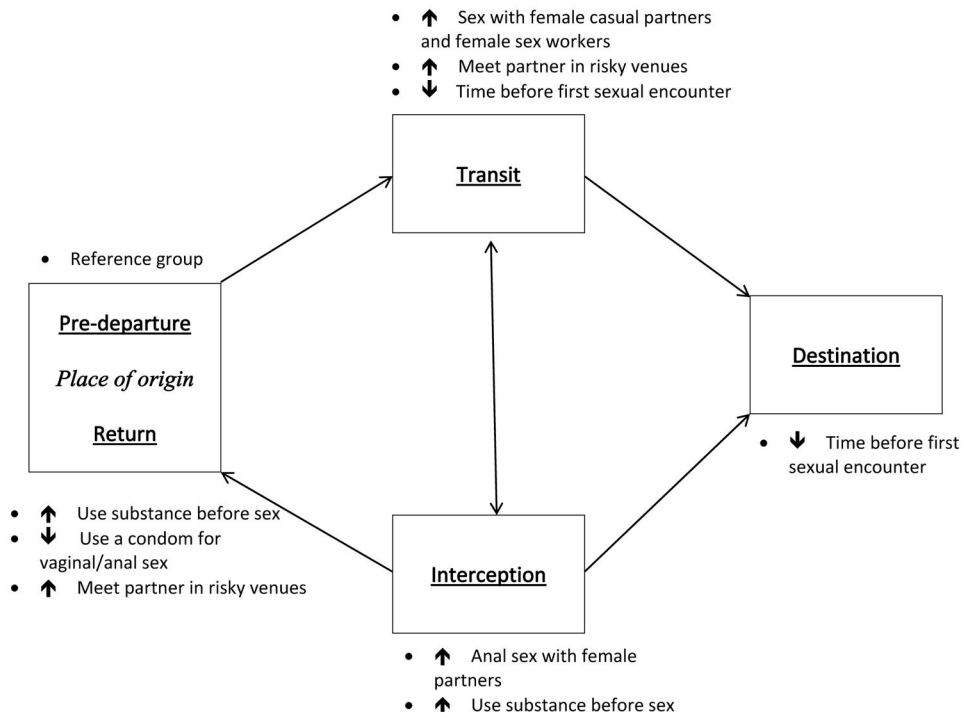 • ↑ Sex with female casual partners
and female sex workers
• ↑ Meet partner in risky venues
• ↓ Time before first sexual encounter
Transit
• Reference group
Pre-departure
Place of origin
Return
Destination
• ↓ Time before first
sexual encounter
• ↑ Use substance before sex
• ↓ Use a condom for
vaginal/anal sex
• ↑ Meet partner in risky venues
Interception
• ↑ Anal sex with female
partners
• ↑ Use substance before sex